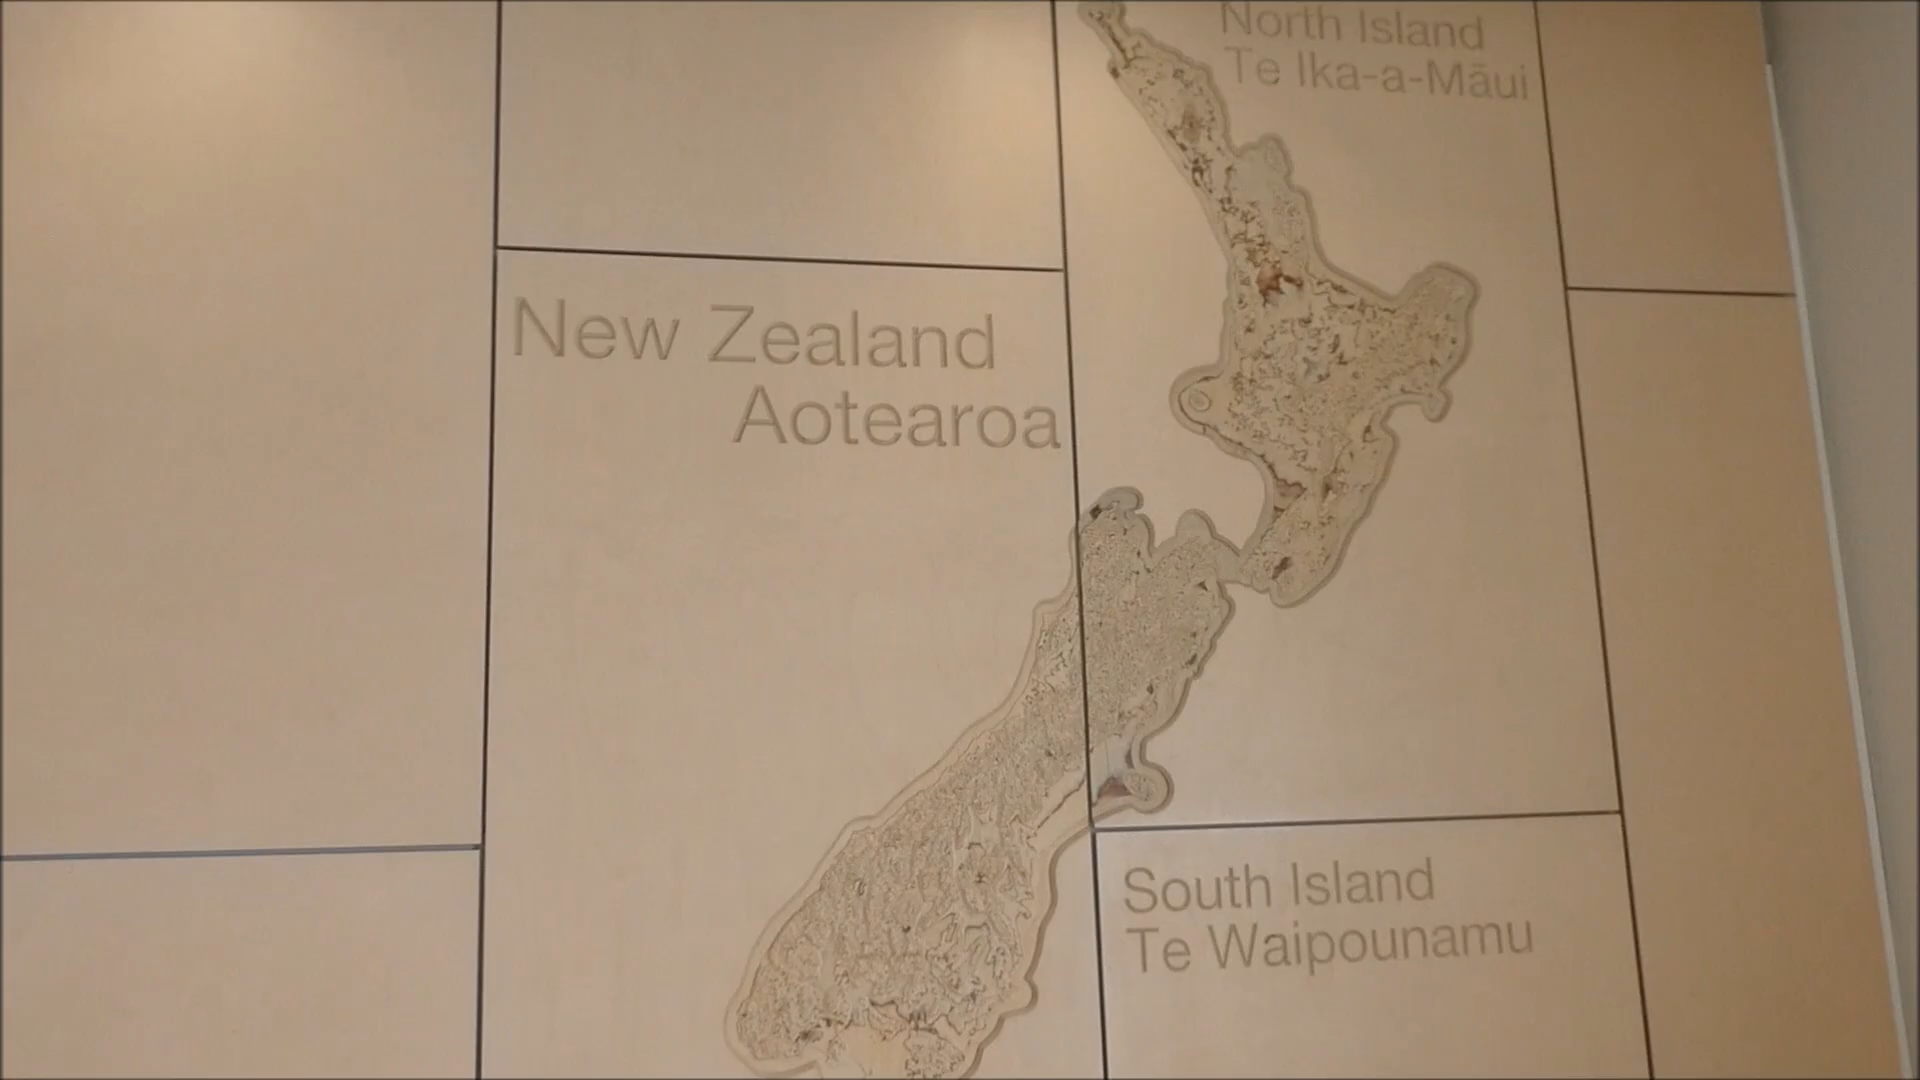 North Island
Te Ika-a-Māui
New Zealand
Aotearoa
South Island
Te Waipounamu